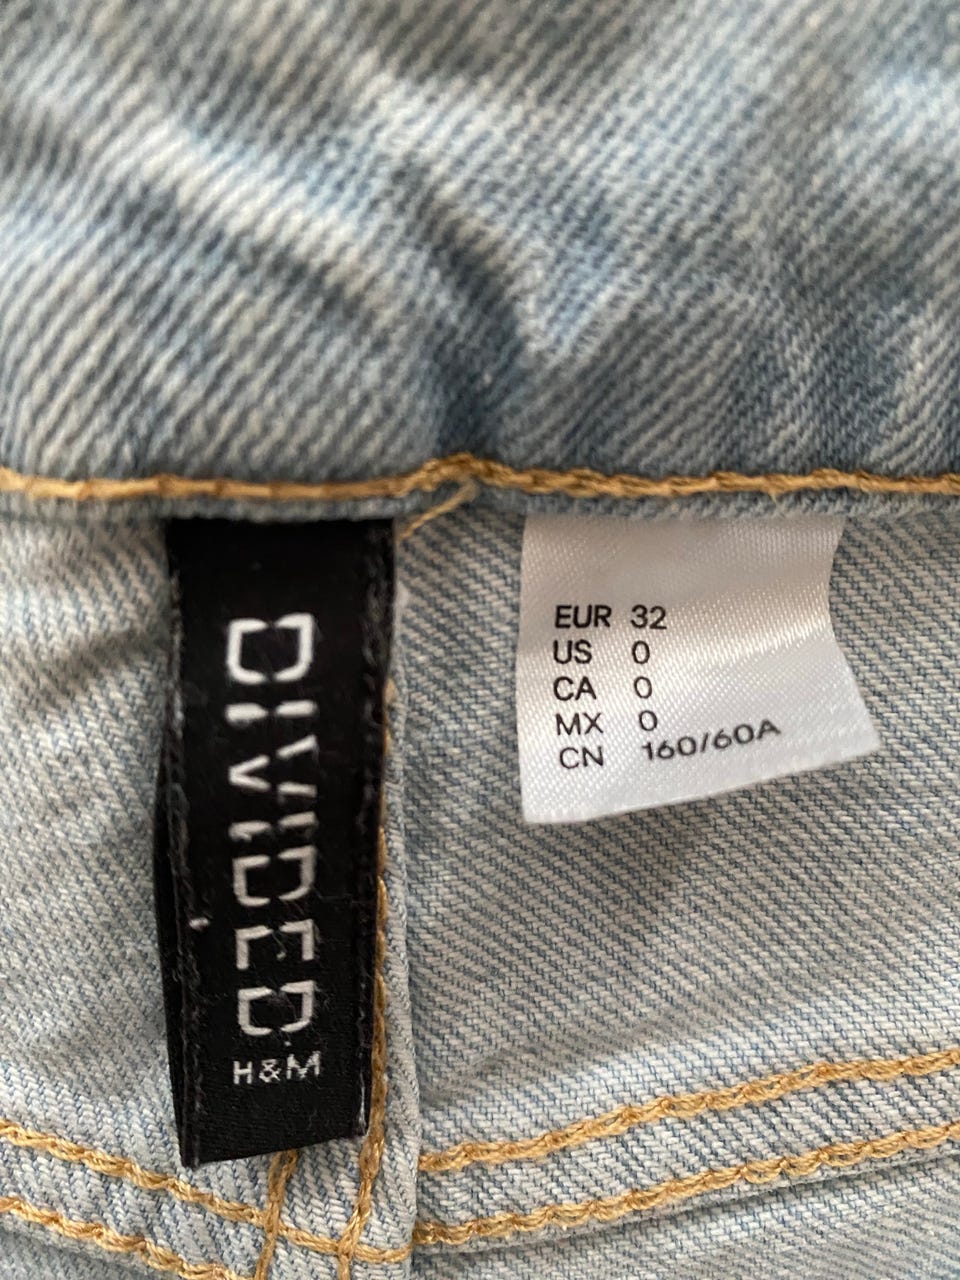 DIVIDED
H&M
EUR 32
US 0
CA 0
MX 0
CN 160/60A